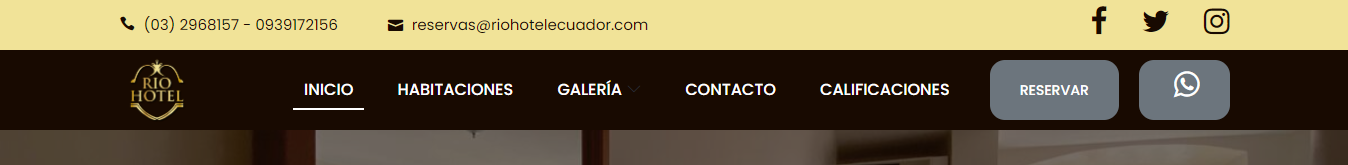 (03) 2968157 - 0939172156 reservas@riohotelecuador.com
RIO
HOTEL
INICIO HABITACIONES GALERÍA CONTACTO CALIFICACIONES RESERVAR